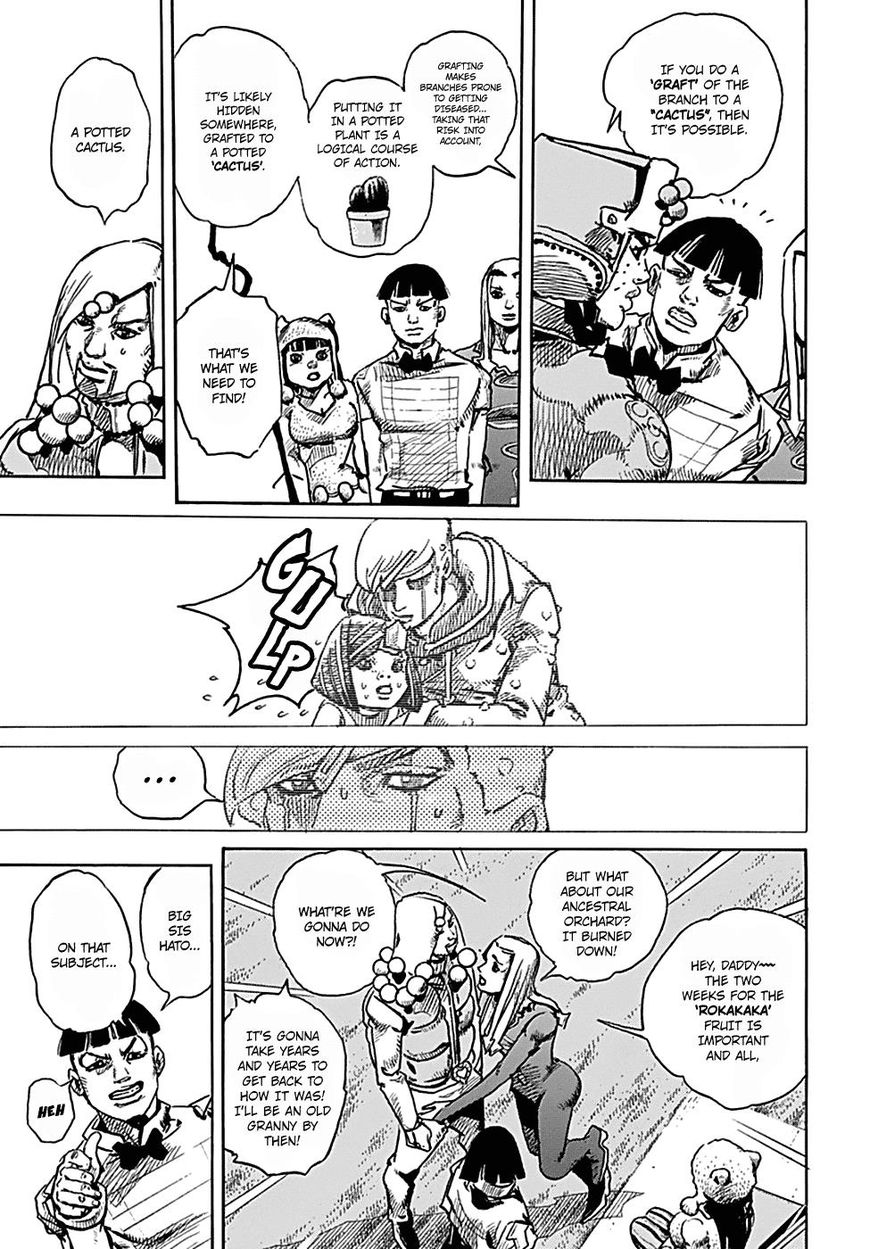 IF YOU DO A
'GRAFT' OF THE
BRANCH TO A
"CACTUS", THEN
IT'S POSSIBLE.
GRAFTING
MAKES
BRANCHES PRONE
TO GETTING
DISEASED...
TAKING THAT
RISK INTO
ACCOUNT,
PUTTING IT
IN A POTTED
PLANT IS A
LOGICAL COURSE
OF ACTION.
IT'S LIKELY
HIDDEN
SOMEWHERE,
GRAFTED TO
A POTTED
'CACTUS'.
THAT'S
WHAT WE
NEED TO
FIND!
A POTTED
CACTUS.
GULP
...
HEY, DADDY~~
THE TWO
WEEKS FOR THE
'ROKAKAKA'
FRUIT IS
IMPORTANT
AND ALL,
BUT WHAT
ABOUT OUR
ANCESTRAL
ORCHARD?
IT BURNED
DOWN!
WHAT'RE WE
GONNA DO
NOW?!
IT'S GONNA
TAKE YEARS
AND YEARS TO
GET BACK TO
HOW IT WAS!
I'LL BE AN OLD
GRANNY BY
THEN!
BIG
SIS
HATO...
ON THAT
SUBJECT...
HEH